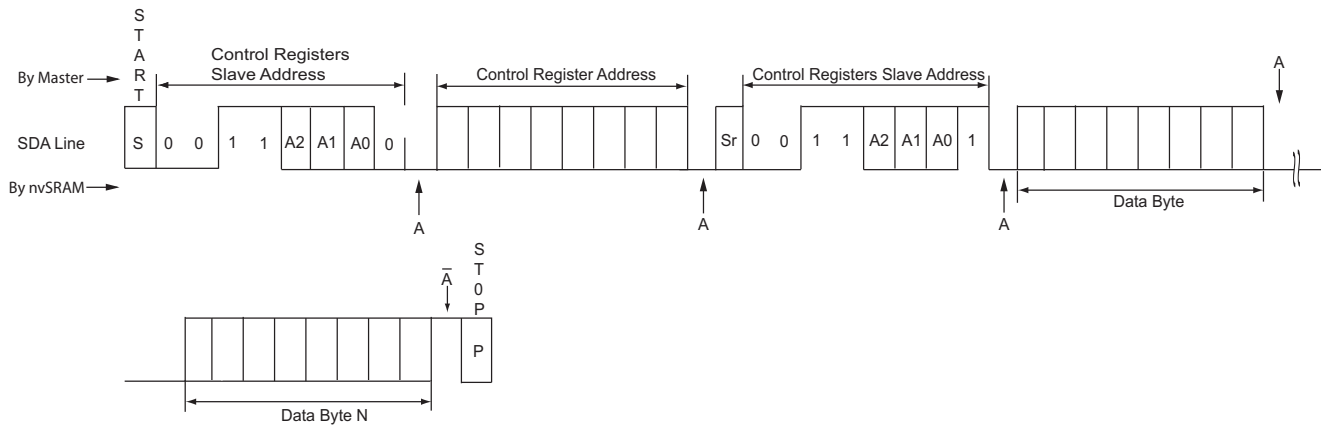 START
Control Registers
Slave Address
By Master
Control Register Address
Control Registers Slave Address
A
SDA Line
S 0 0 1 1 A2 A1 A0 0
Sr 0 0 1 1 A2 A1 A0 1
By nvSRAM
A
A
A
Data Byte
ST0P
A̅
P
Data Byte N